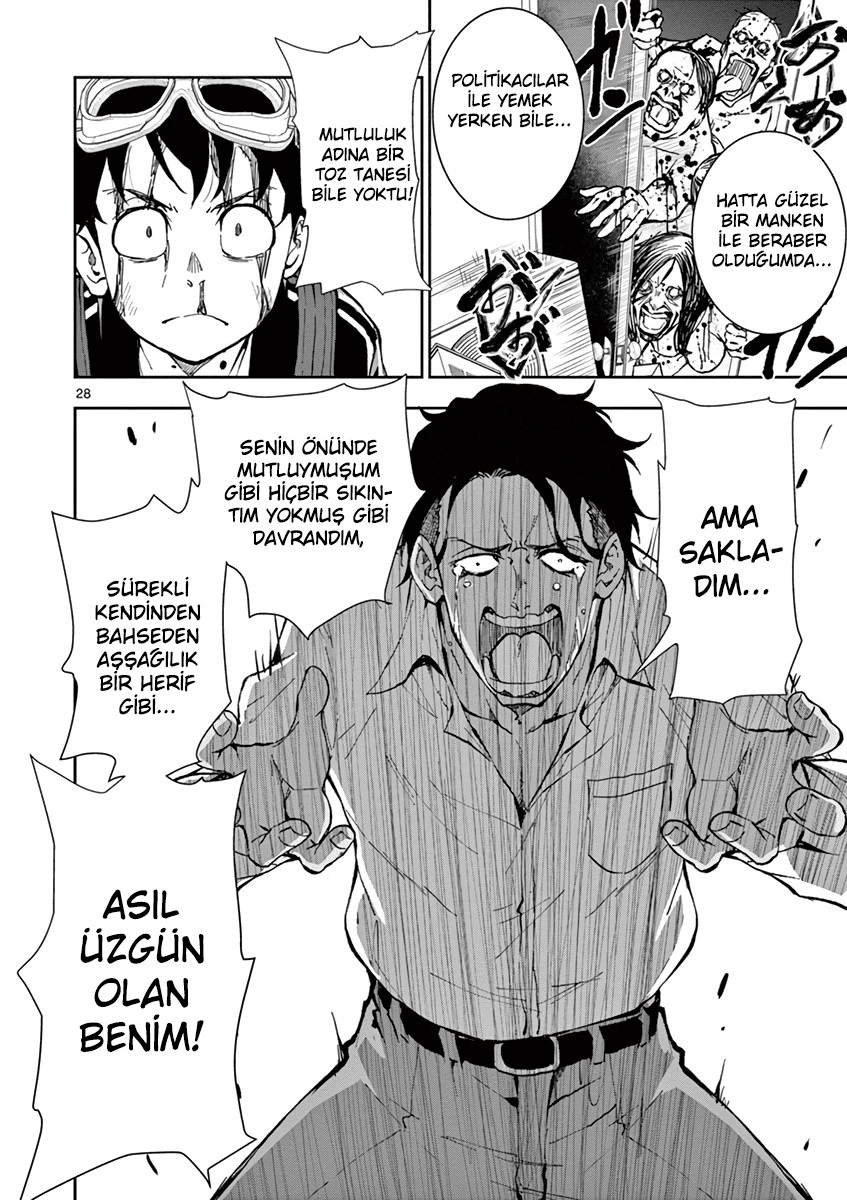 POLİTİKACILAR
İLE YEMEK
YERKEN BİLE...
HATTA GÜZEL
BİR MANKEN
İLE BERABER
OLDUĞUMDA...
MUTLULUK
ADINA BİR
TOZ TANESİ
BİLE YOKTU!
28
AMA
SAKLA-
DIM...
SENİN ÖNÜNDE
MUTLUYMUŞUM
GİBİ HİÇBİR SIKIN-
TIM YOKMUŞ GİBİ
DAVRANDIM,
SÜREKLİ
KENDİNDEN
BAHSEDEN
AŞŞAĞILIK
BİR HERİF
GİBİ...
ASIL
ÜZGÜN
OLAN
BENİM!